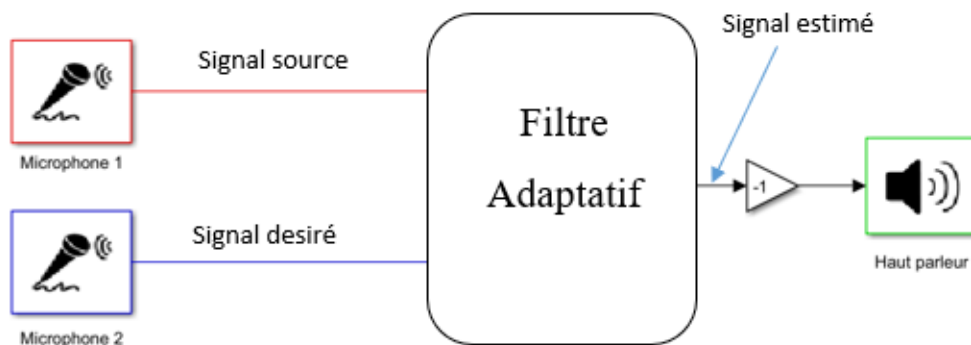 Signal estimé
Signal source
Microphone 1
Filtre
Adaptatif
-1
Signal desiré
Haut parleur
Microphone 2